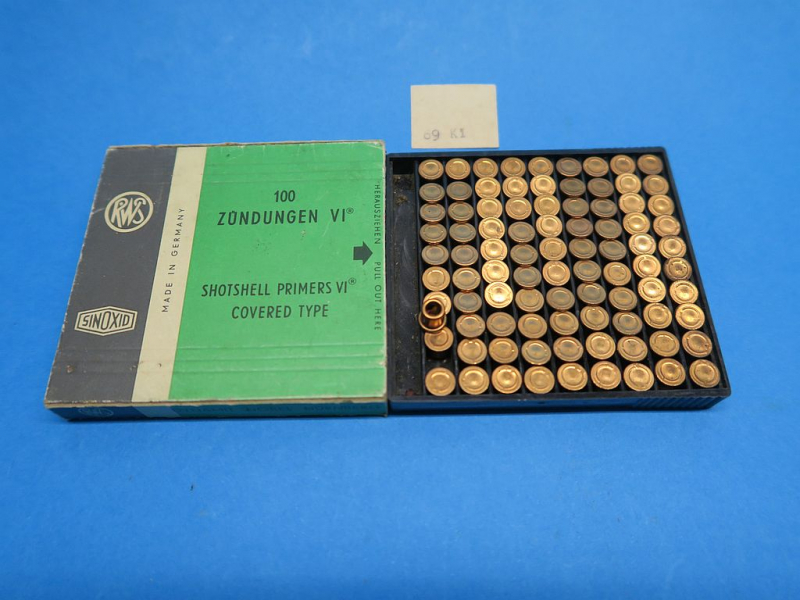 69 K1
RWS
MADE IN GERMANY
SINOXID
100
ZÜNDUNGEN VI®
SHOTSHELL PRIMERS VI®
COVERED TYPE
HERAUSZIEHEN PULL OUT HERE
RWS